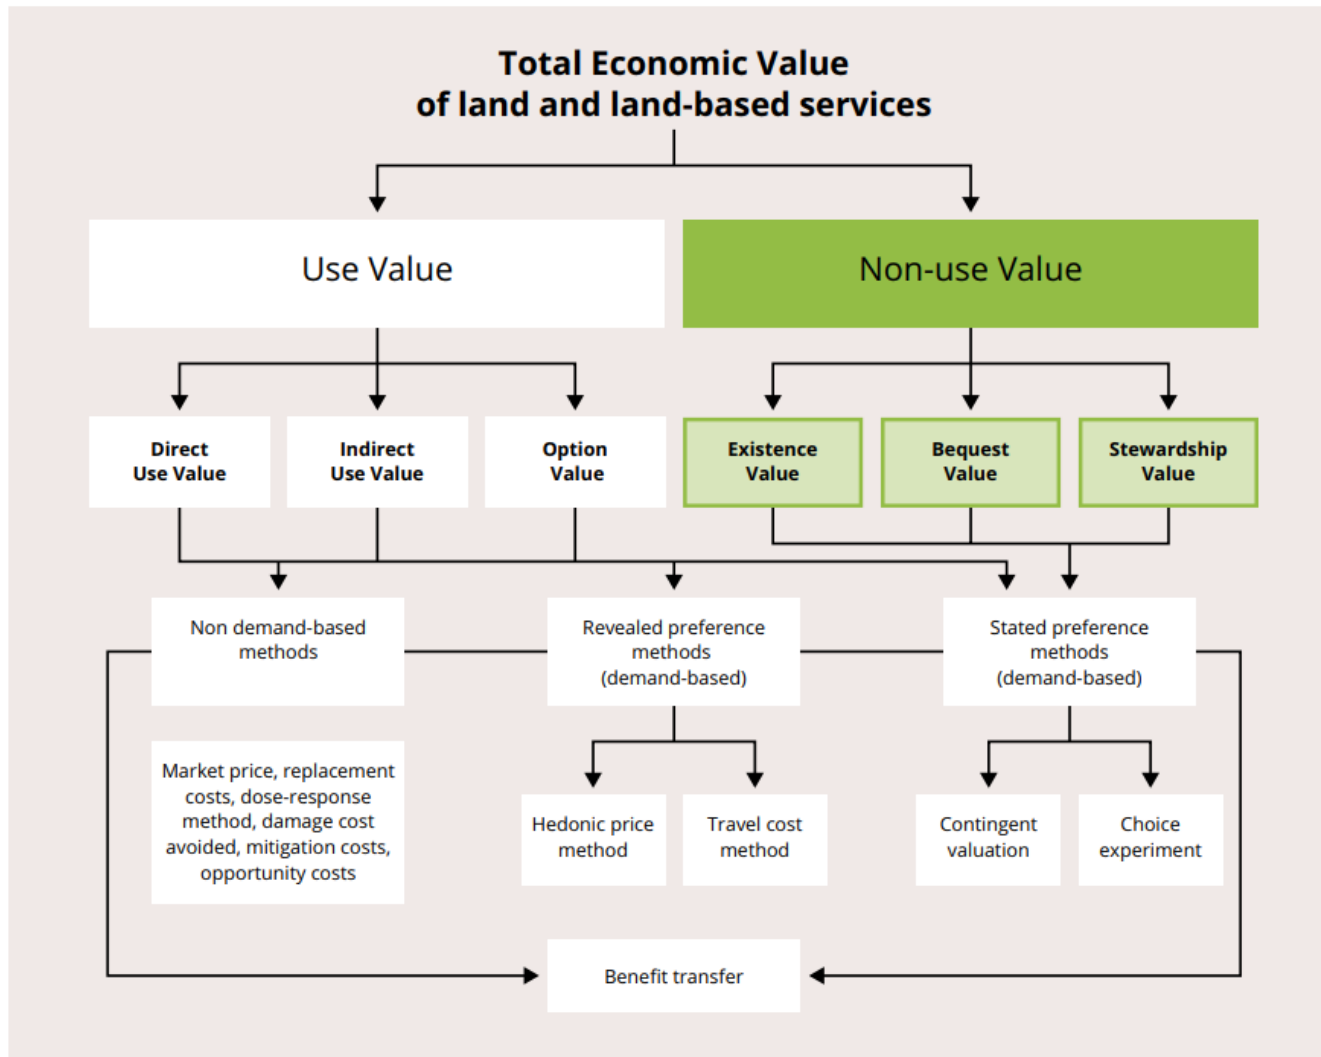 Total Economic Value
of land and land-based services
Use Value
Non-use Value
Direct
Use Value
Indirect
Use Value
Option
Value
Existence
Value
Bequest
Value
Stewardship
Value
Non demand-based
methods
Revealed preference
methods
(demand-based)
Stated preference
methods
(demand-based)
Market price, replacement
costs, dose-response
method, damage cost
avoided, mitigation costs,
opportunity costs
Hedonic price
method
Travel cost
method
Contingent
valuation
Choice
experiment
Benefit transfer